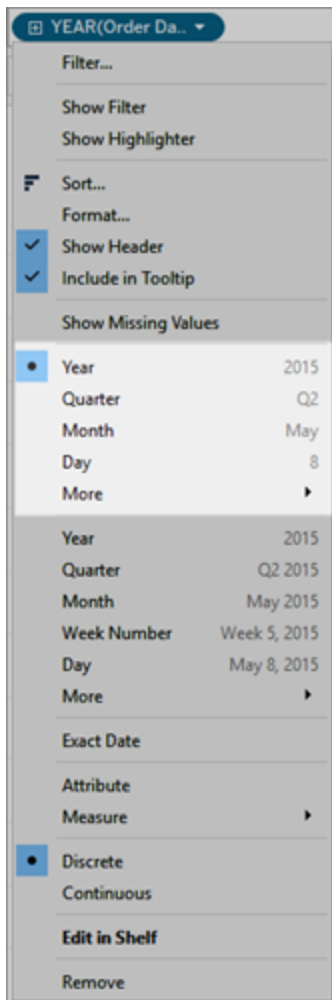 YEAR(Order Da..
Filter...
Show Filter
Show Highlighter
Sort...
Format...
Show Header
Include in Tooltip
Show Missing Values
Year 2015
Quarter Q2
Month May
Day 8
More
Year 2015
Quarter Q2 2015
Month May 2015
Week Number Week 5, 2015
Day May 8, 2015
More
Exact Date
Attribute
Measure
Discrete
Continuous
Edit in Shelf
Remove